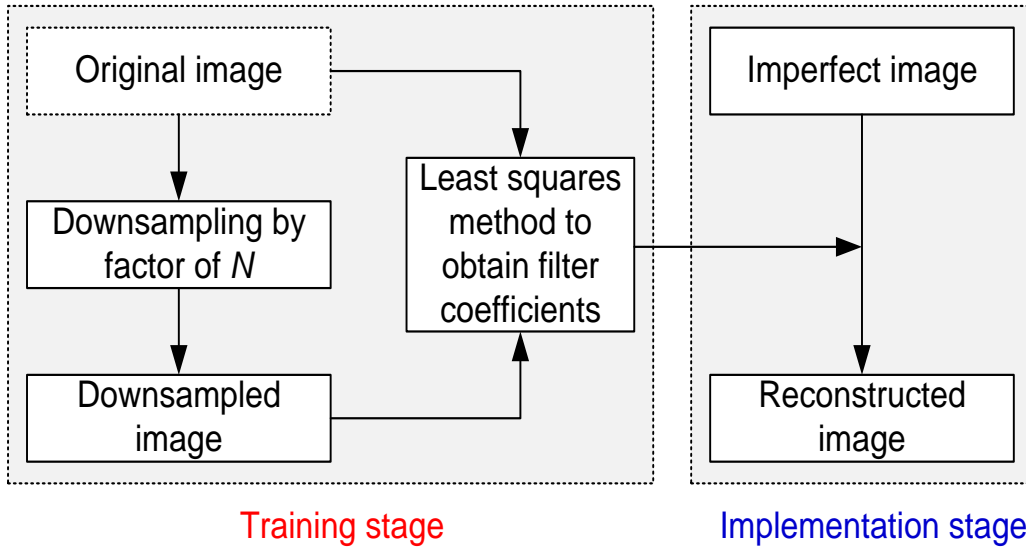 Original image
Downsampling by
factor of N
Downsampled
image
Least squares
method to
obtain filter
coefficients
Imperfect image
Reconstructed
image
Training stage
Implementation stage